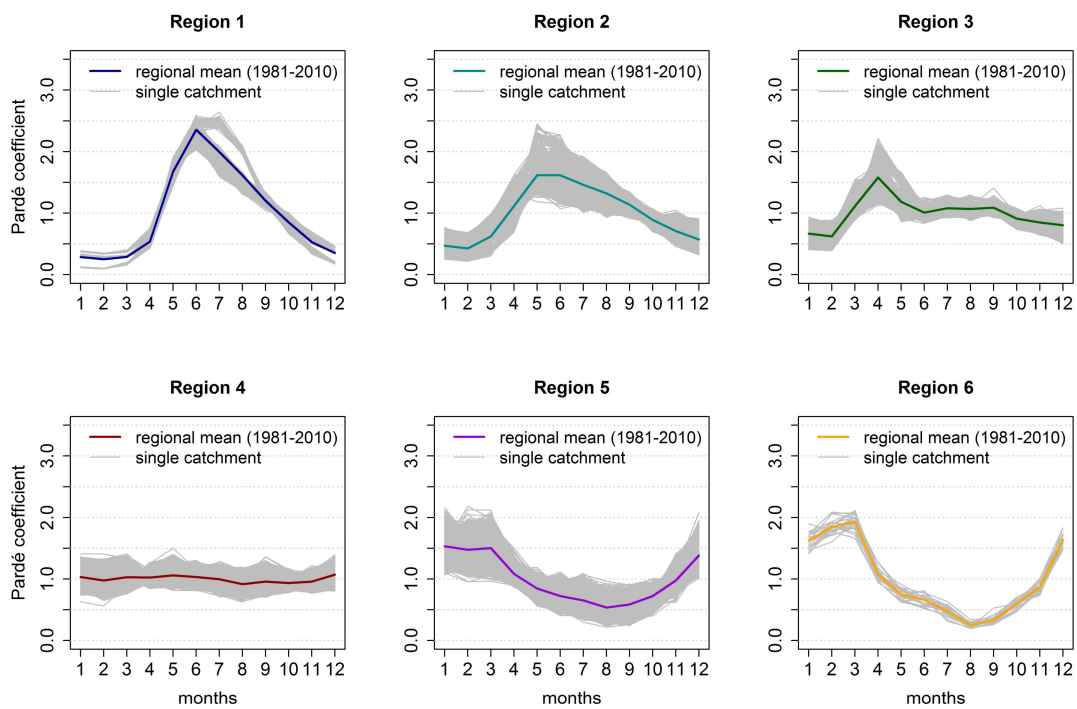 Region 1
Region 2
Region 3
Pardé coefficient
0.0 1.0 2.0 3.0
regional mean (1981-2010)
single catchment
1 2 3 4 5 6 7 8 9 10 11 12
0.0 1.0 2.0 3.0
regional mean (1981-2010)
single catchment
1 2 3 4 5 6 7 8 9 10 11 12
0.0 1.0 2.0 3.0
regional mean (1981-2010)
single catchment
1 2 3 4 5 6 7 8 9 10 11 12
Region 4
Region 5
Region 6
Pardé coefficient
0.0 1.0 2.0 3.0
regional mean (1981-2010)
single catchment
1 2 3 4 5 6 7 8 9 10 11 12
months
0.0 1.0 2.0 3.0
regional mean (1981-2010)
single catchment
1 2 3 4 5 6 7 8 9 10 11 12
months
0.0 1.0 2.0 3.0
regional mean (1981-2010)
single catchment
1 2 3 4 5 6 7 8 9 10 11 12
months